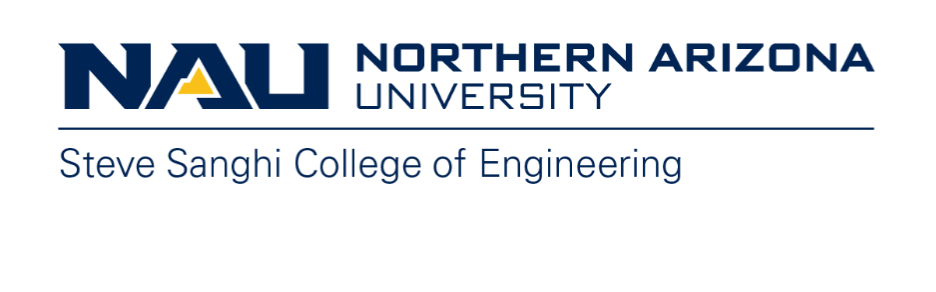 NAU NORTHERN ARIZONA
UNIVERSITY
Steve Sanghi College of Engineering